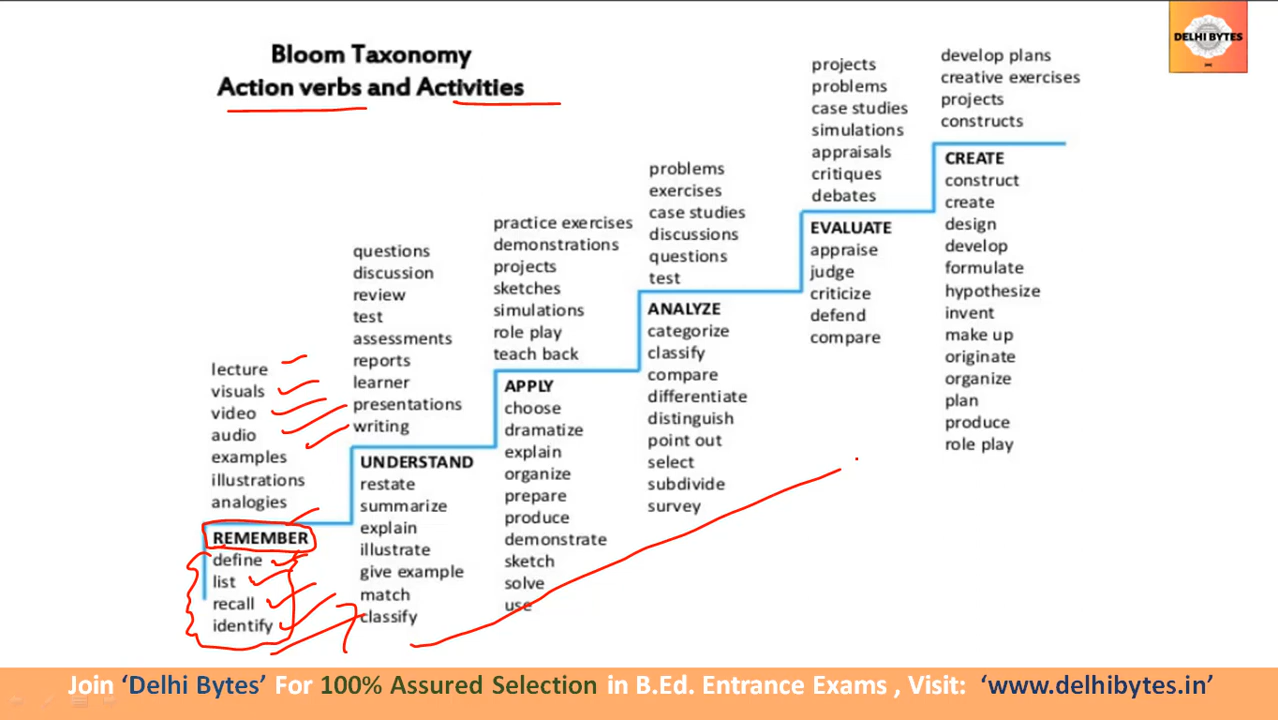 Bloom Taxonomy
Action verbs and Activities
DELHI BYTES
lecture
visuals
video
audio
examples
illustrations
analogies
REMEMBER
define
list
recall
identify
questions
discussion
review
test
assessments
reports
learner
presentations
writing
UNDERSTAND
restate
summarize
explain
illustrate
give example
match
classify
practice exercises
demonstrations
projects
sketches
simulations
role play
teach back
APPLY
choose
dramatize
explain
organize
prepare
produce
demonstrate
sketch
solve
use
problems
exercises
case studies
discussions
questions
test
ANALYZE
categorize
classify
compare
differentiate
distinguish
point out
select
subdivide
survey
projects
problems
case studies
simulations
appraisals
critiques
debates
EVALUATE
appraise
judge
criticize
defend
compare
develop plans
creative exercises
projects
constructs
CREATE
construct
create
design
develop
formulate
hypothesize
invent
make up
originate
organize
plan
produce
role play
Join ‘Delhi Bytes’ For 100% Assured Selection in B.Ed. Entrance Exams , Visit: ‘www.delhibytes.in’